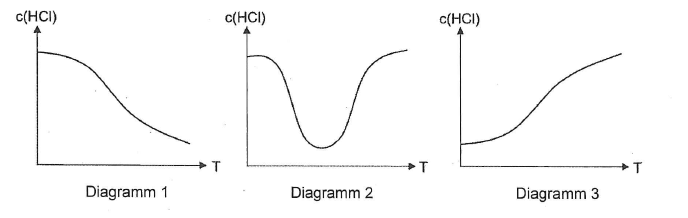 c(HCl) c(HCl) c(HCl)
T T T
Diagramm 1 Diagramm 2 Diagramm 3